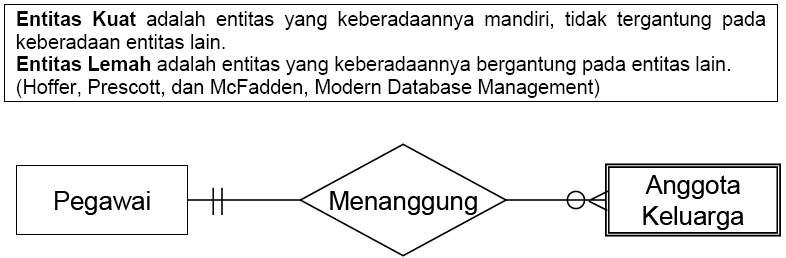 Entitas Kuat adalah entitas yang keberadaannya mandiri, tidak tergantung pada
keberadaan entitas lain.
Entitas Lemah adalah entitas yang keberadaannya bergantung pada entitas lain.
(Hoffer, Prescott, dan McFadden, Modern Database Management)
Pegawai
Menanggung
Anggota
Keluarga